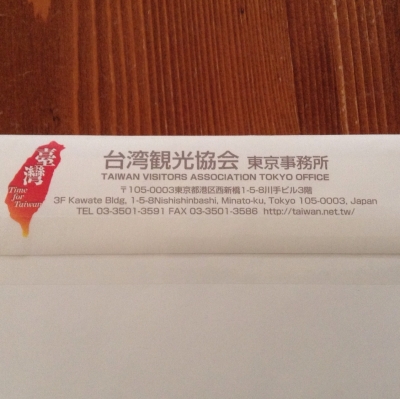 臺灣
Time
for
Taiwan
台湾観光協会 東京事務所
TAIWAN VISITORS ASSOCIATION TOKYO OFFICE
〒105-0003東京都港区西新橋1-5-8川手ビル3階
3F Kawate Bldg, 1-5-8Nishishinbashi, Minato-ku, Tokyo 105-0003, Japan
TEL 03-3501-3591 FAX 03-3501-3586 http://taiwan.net.tw/